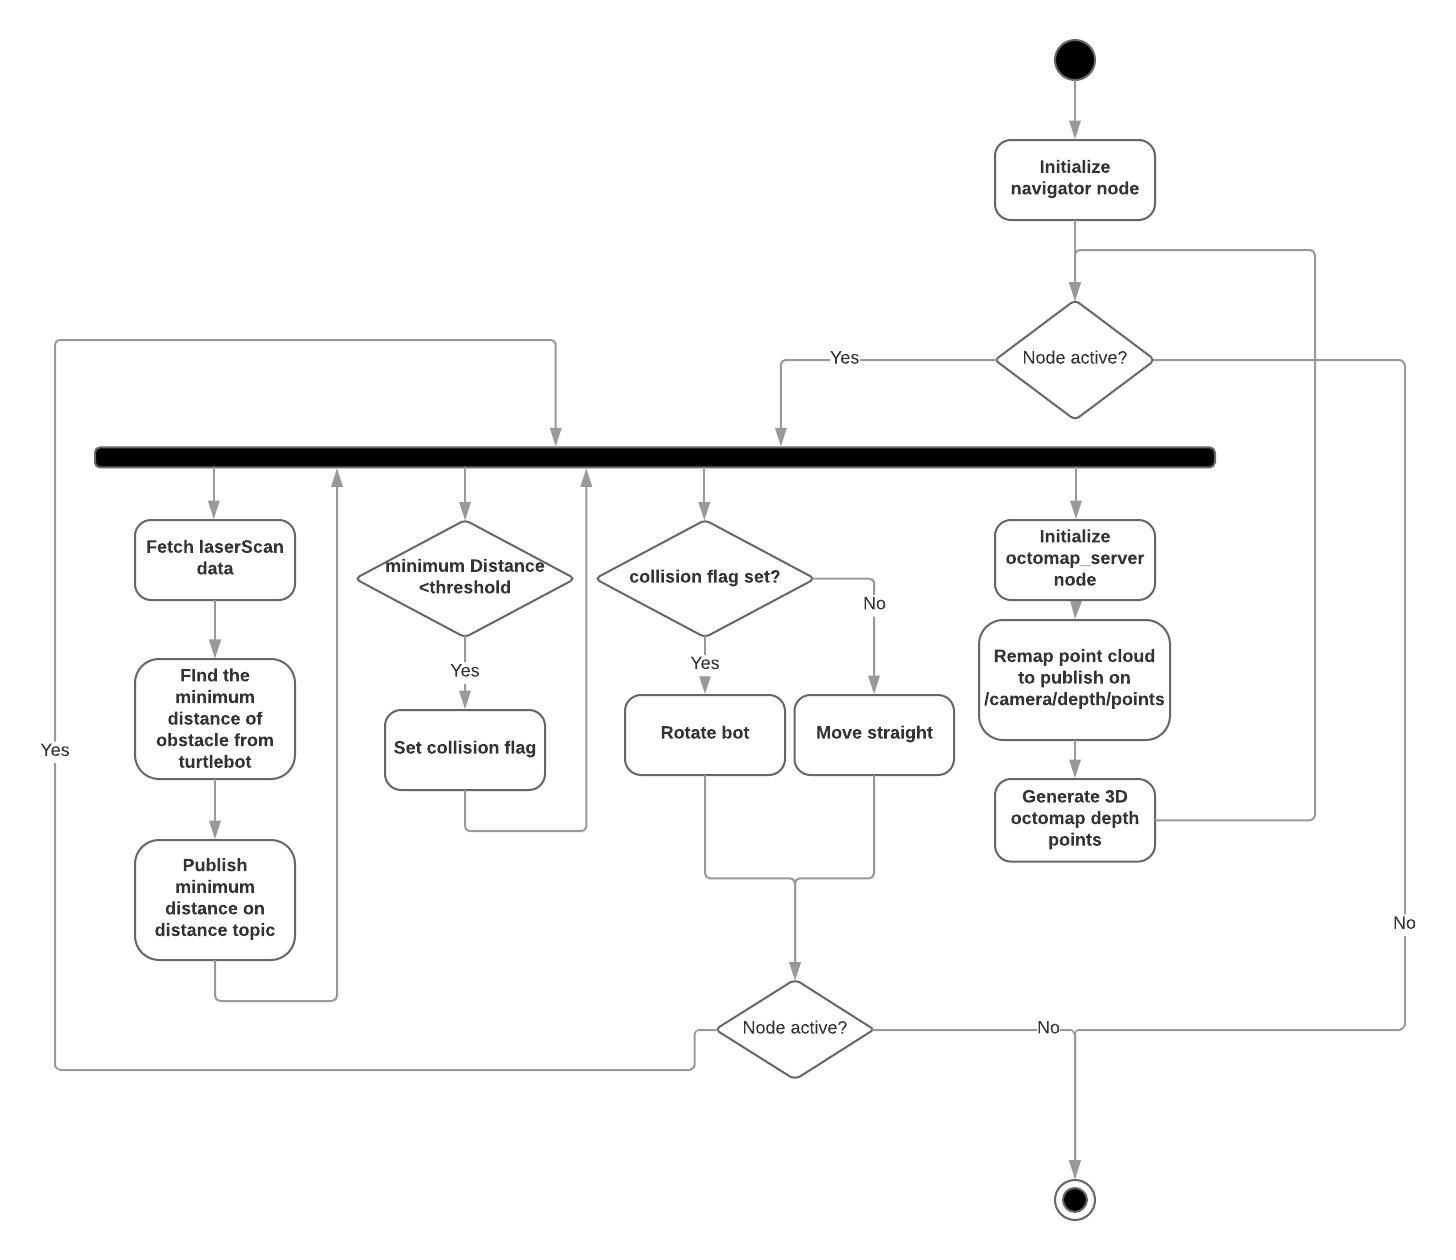 Initialize
navigator node
Node active?
Yes
Fetch laserScan
data
minimum Distance
<threshold
collision flag set?
No
Initialize
octomap_server
node
Yes
Yes
FInd the
minimum
distance of
obstacle from
turtlebot
Set collision flag
Rotate bot
Move straight
Remap point cloud
to publish on
/camera/depth/points
Yes
Generate 3D
octomap depth
points
Publish
minimum
distance on
distance topic
No
Node active?
No